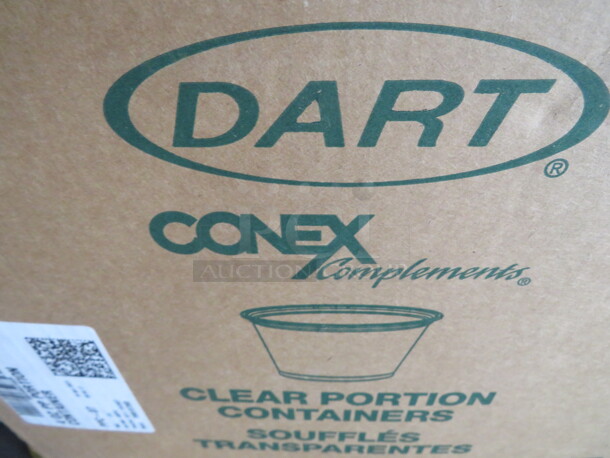 DART®
CONEX
Complements®
CLEAR PORTION
CONTAINERS
SOUFFLÉS
TRANSPARENTES